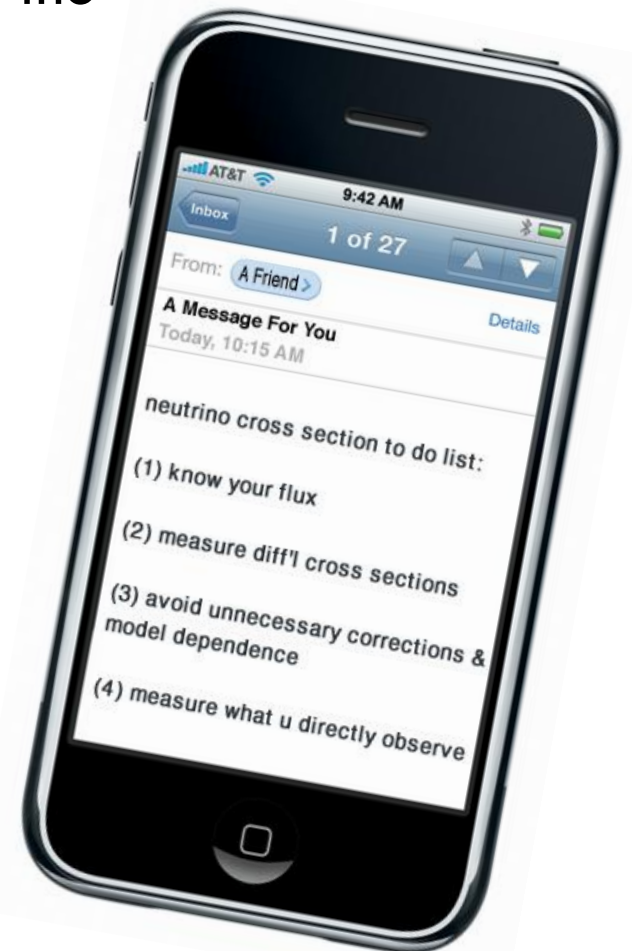 AT&T
9:42 AM
Inbox
1 of 27
From: A Friend >
Details
A Message For You
Today, 10:15 AM
neutrino cross section to do list:
(1) know your flux
(2) measure diff'l cross sections
(3) avoid unnecessary corrections &
model dependence
(4) measure what u directly observe